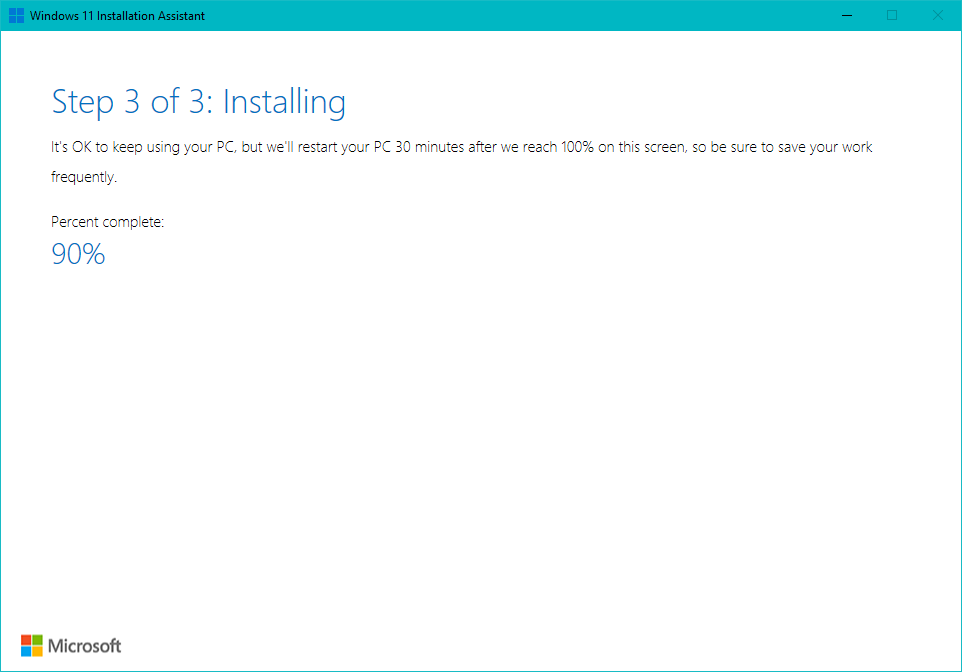 Windows 11 Installation Assistant
Step 3 of 3: Installing
It's OK to keep using your PC, but we'll restart your PC 30 minutes after we reach 100% on this screen, so be sure to save your work
frequently.
Percent complete:
90%
Microsoft